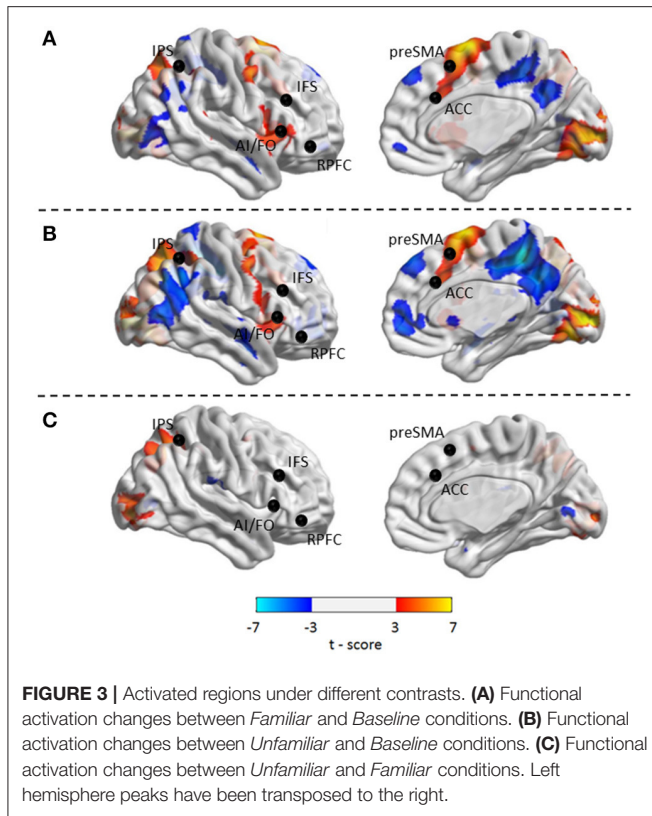 A
IPS
IFS
AI/FO
RPFC
preSMA
ACC
B
IPS
IFS
AI/FO
RPFC
preSMA
ACC
C
IPS
IFS
AI/FO
RPFC
preSMA
ACC
-7 -3 3 7
t - score
FIGURE 3 | Activated regions under different contrasts. (A) Functional
activation changes between Familiar and Baseline conditions. (B) Functional
activation changes between Unfamiliar and Baseline conditions. (C) Functional
activation changes between Unfamiliar and Familiar conditions. Left
hemisphere peaks have been transposed to the right.